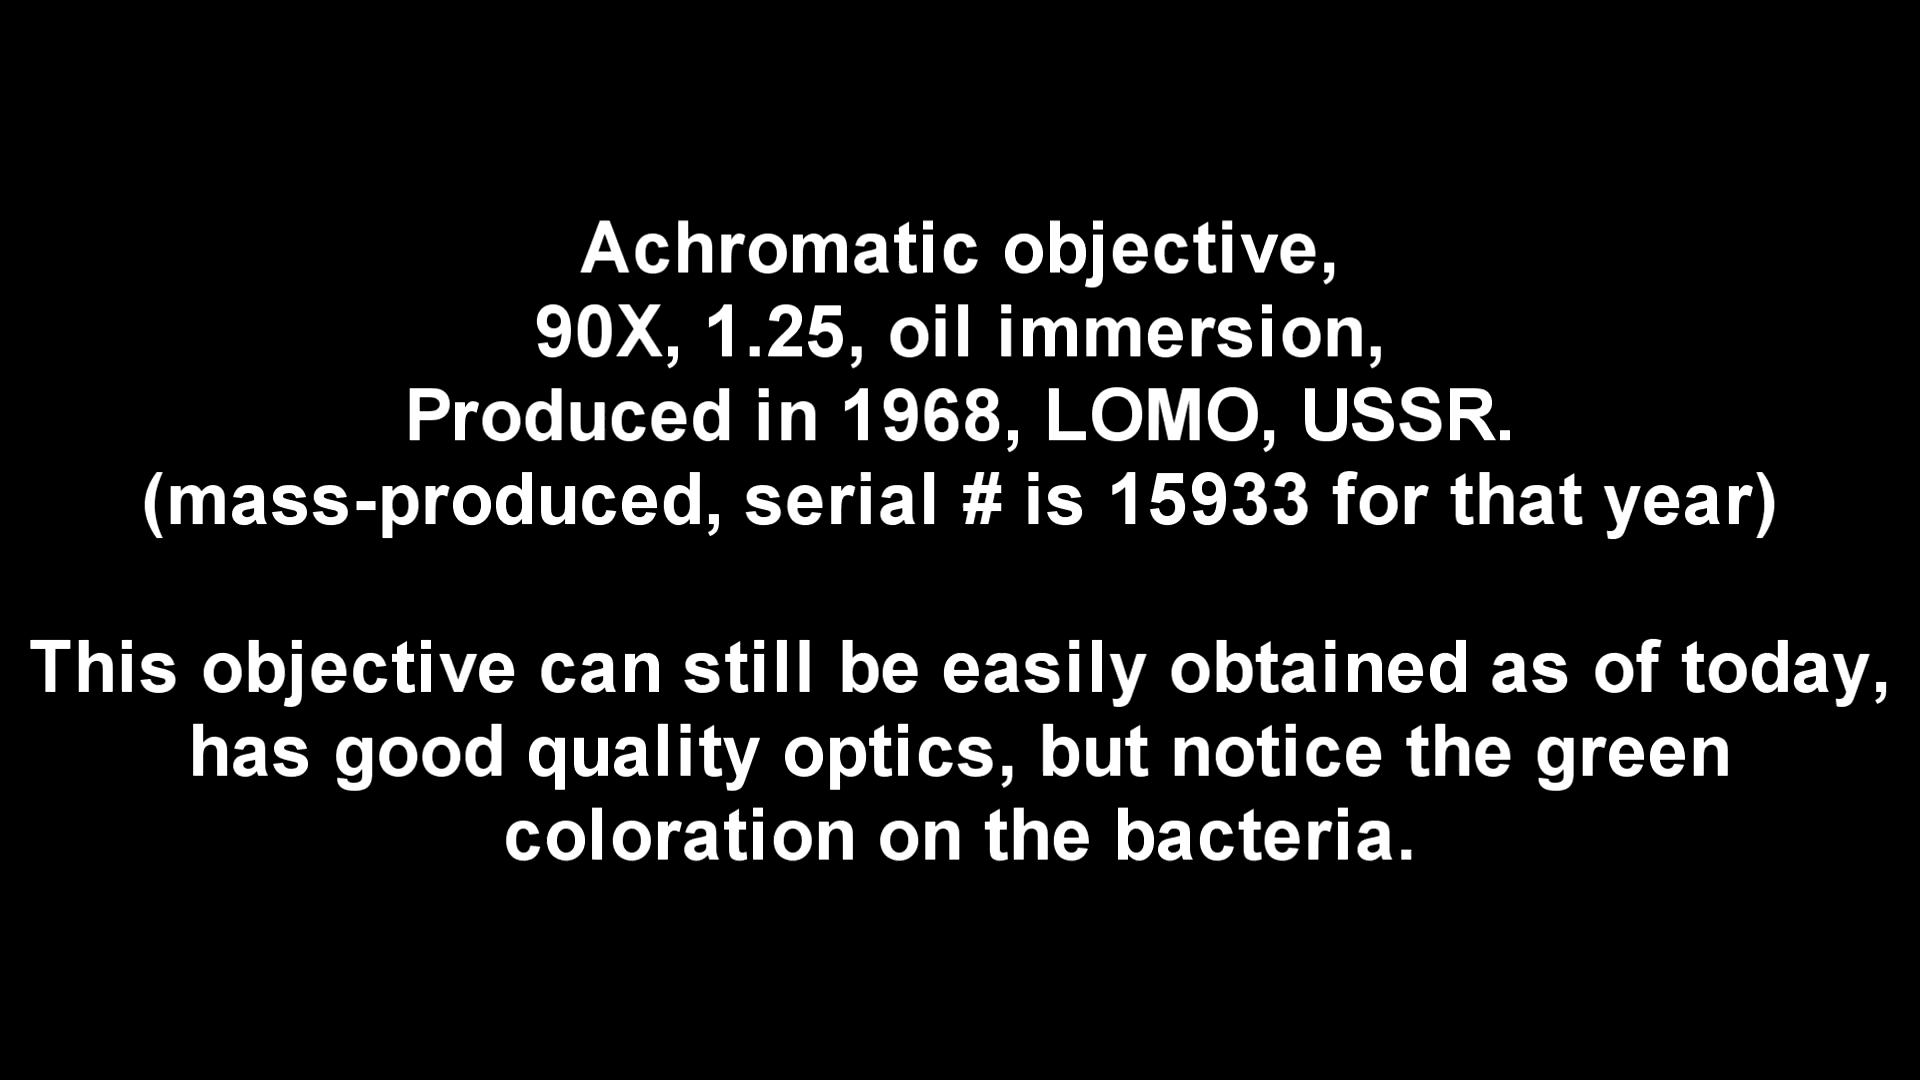 Achromatic objective,
90X, 1.25, oil immersion,
Produced in 1968, LOMO, USSR.
(mass-produced, serial # is 15933 for that year)
This objective can still be easily obtained as of today,
has good quality optics, but notice the green
coloration on the bacteria.